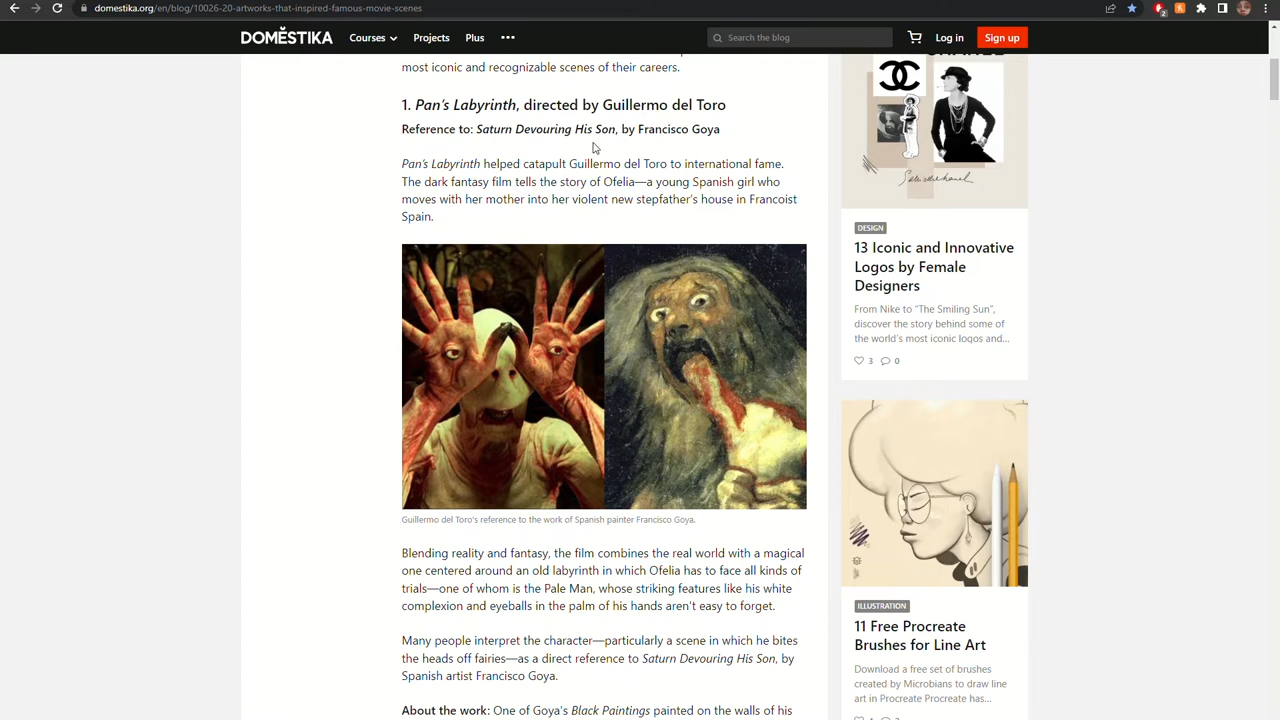 domestika.org/en/blog/10026-20-artworks-that-inspired-famous-movie-scenes
2
DOMĚSTIKA
Courses
Projects
Plus
Search the blog
Log in
Sign up
most iconic and recognizable scenes of their careers.
1. Pan's Labyrinth, directed by Guillermo del Toro
Reference to: Saturn Devouring His Son, by Francisco Goya
Pan's Labyrinth helped catapult Guillermo del Toro to international fame.
The dark fantasy film tells the story of Ofelia—a young Spanish girl who
moves with her mother into her violent new stepfather's house in Francoist
Spain.
Guillermo del Toro's reference to the work of Spanish painter Francisco Goya.
Blending reality and fantasy, the film combines the real world with a magical
one centered around an old labyrinth in which Ofelia has to face all kinds of
trials—one of whom is the Pale Man, whose striking features like his white
complexion and eyeballs in the palm of his hands aren't easy to forget.
Many people interpret the character—particularly a scene in which he bites
the heads off fairies—as a direct reference to Saturn Devouring His Son, by
Spanish artist Francisco Goya.
About the work: One of Goya's Black Paintings painted on the walls of his
DESIGN
13 Iconic and Innovative
Logos by Female
Designers
From Nike to "The Smiling Sun",
discover the story behind some of
the world's most iconic logos and...
3
0
ILLUSTRATION
11 Free Procreate
Brushes for Line Art
Download a free set of brushes
created by Microbians to draw line
art in Procreate Procreate has...